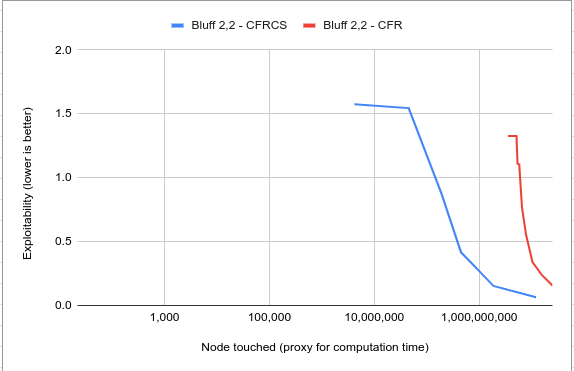 Bluff 2,2 - CFRCS Bluff 2,2 - CFR
2.0
1.5
1.0
0.5
0.0
1,000 100,000 10,000,000 1,000,000,000
Exploitability (lower is better)
Node touched (proxy for computation time)